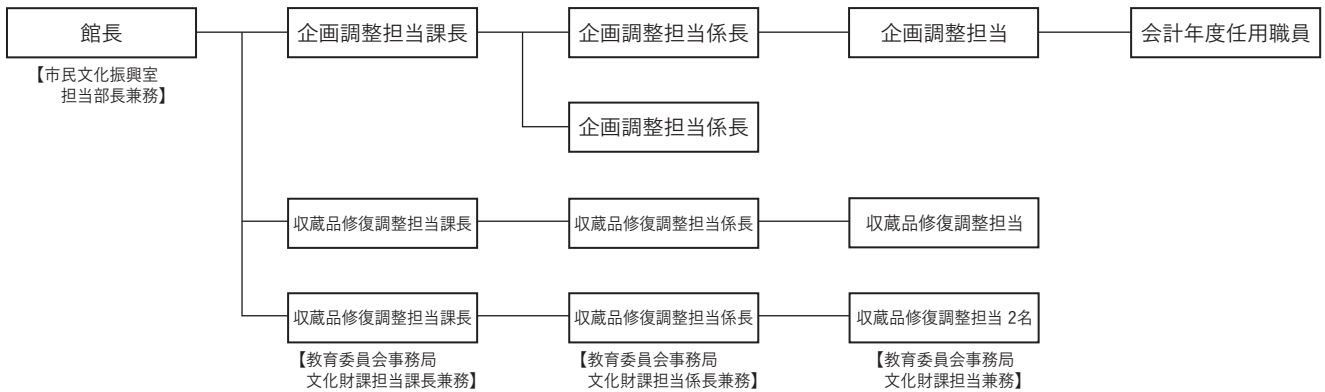 館長
企画調整担当課長
企画調整担当係長
企画調整担当
会計年度任用職員
【市民文化振興室
担当部長兼務】
企画調整担当係長
収蔵品修復調整担当課長
収蔵品修復調整担当係長
収蔵品修復調整担当
収蔵品修復調整担当課長
収蔵品修復調整担当係長
収蔵品修復調整担当 2名
【教育委員会事務局
文化財課担当課長兼務】
【教育委員会事務局
文化財課担当係長兼務】
【教育委員会事務局
文化財課担当兼務】